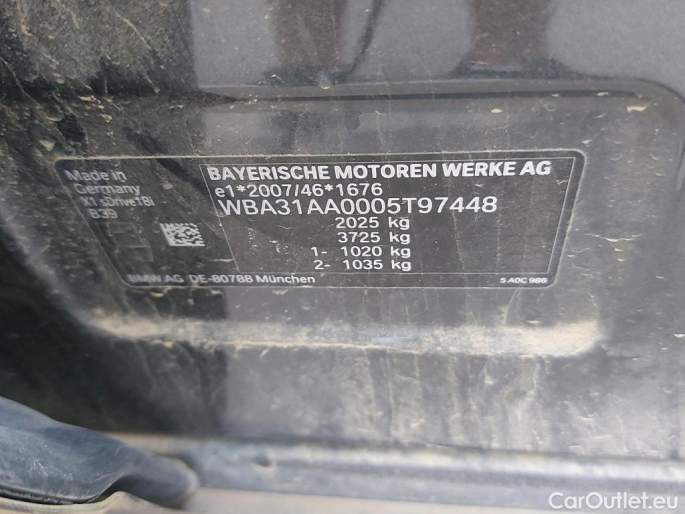 Made in
Germany
X1 sDrive18i
B39
BAYERISCHE MOTOREN WERKE AG
e1*2007/46*1676
WBA31AA0005T97448
2025 kg
3725 kg
1- 1020 kg
2- 1035 kg
BMW AG DE-80788 München
5 A0C 986
CarOutlet.eu